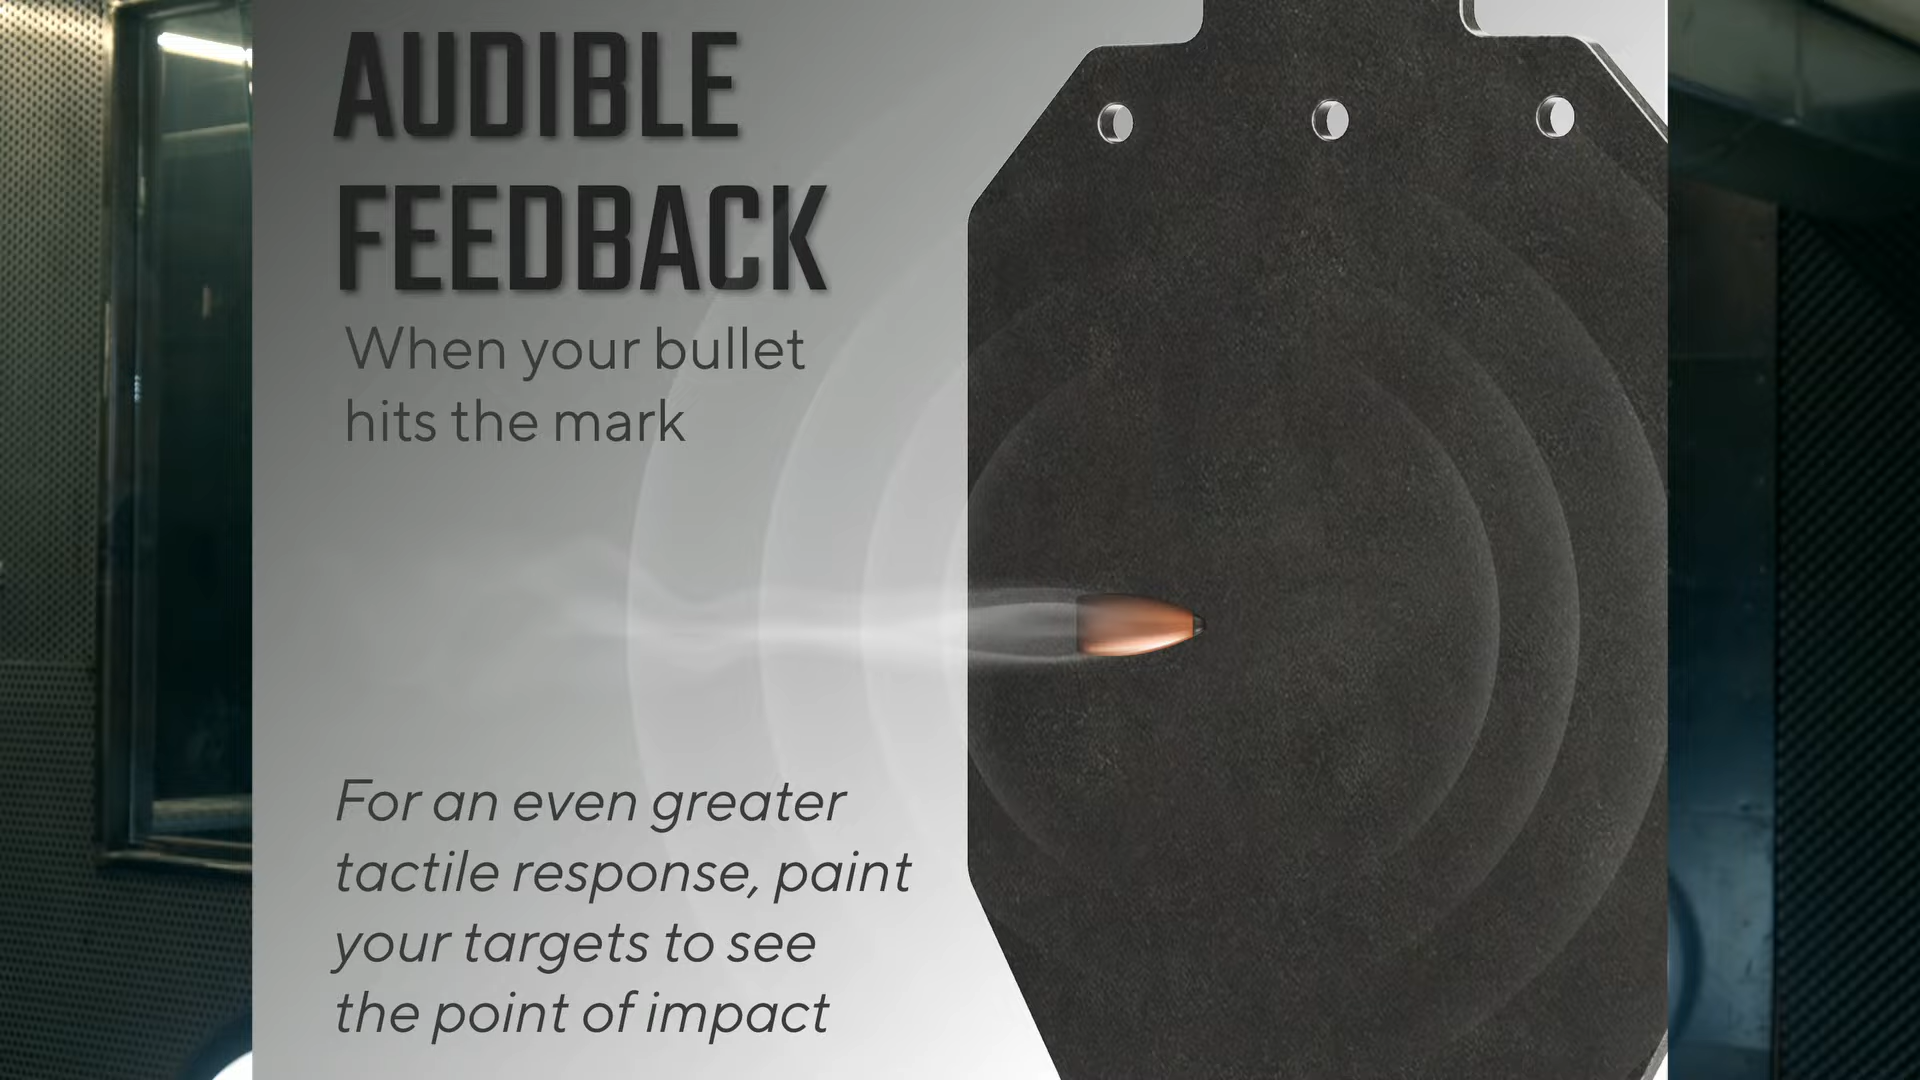 AUDIBLE
FEEDBACK
When your bullet
hits the mark
For an even greater
tactile response, paint
your targets to see
the point of impact